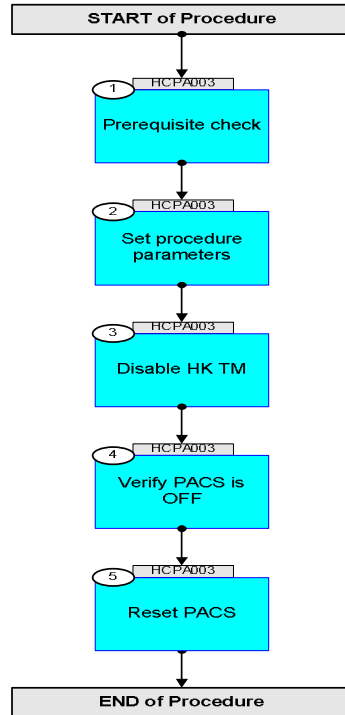 START of Procedure
HCPA003
1
Prerequisite check
HCPA003
2
Set procedure
parameters
HCPA003
3
Disable HK TM
HCPA003
4
Verify PACS is
OFF
HCPA003
5
Reset PACS
END of Procedure